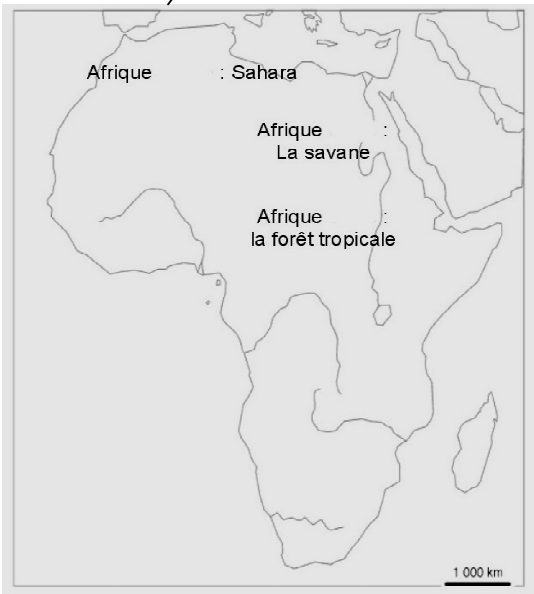 Afrique : Sahara
Afrique :
La savane
Afrique :
la forêt tropicale
1 000 km